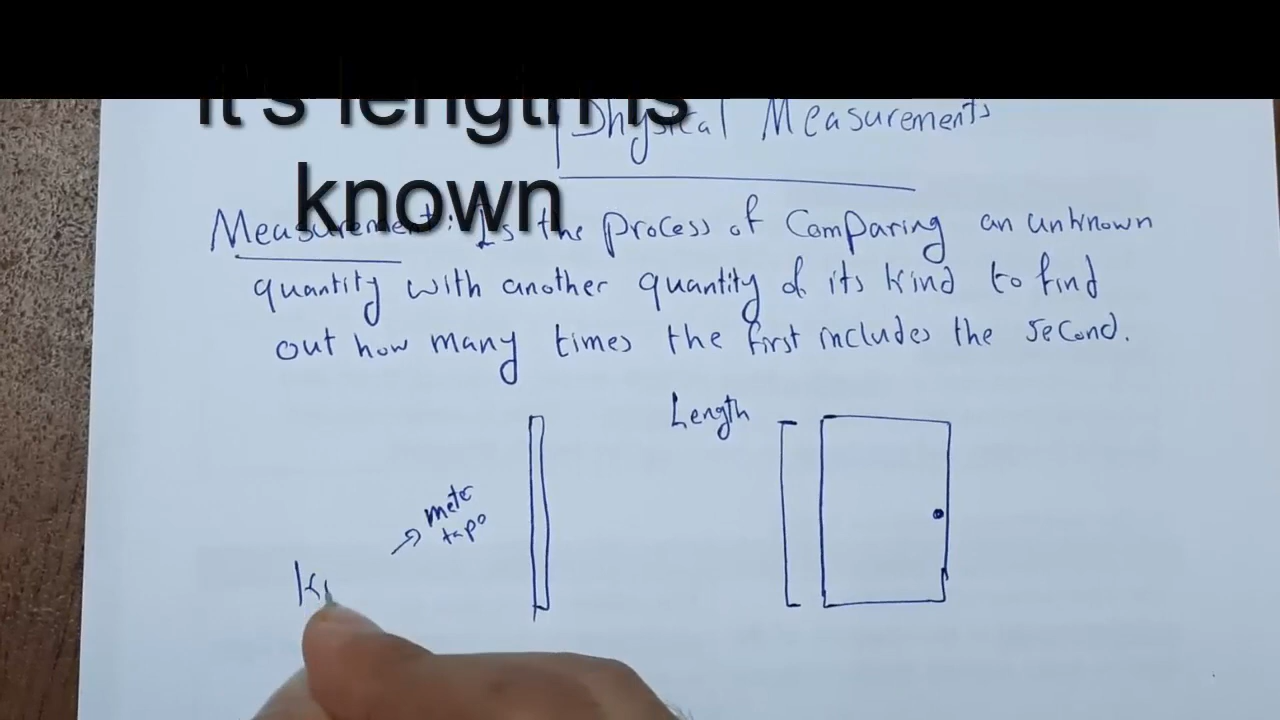 it's length is
known
Physical Measurements
Measurement: Is the process of Comparing an unknown
quantity with another quantity of its kind to find
out how many times the first includes the second.
Length
meter
tape